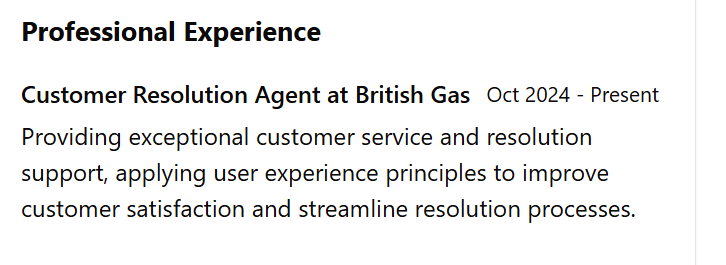 Professional Experience
Customer Resolution Agent at British Gas Oct 2024 - Present
Providing exceptional customer service and resolution
support, applying user experience principles to improve
customer satisfaction and streamline resolution processes.